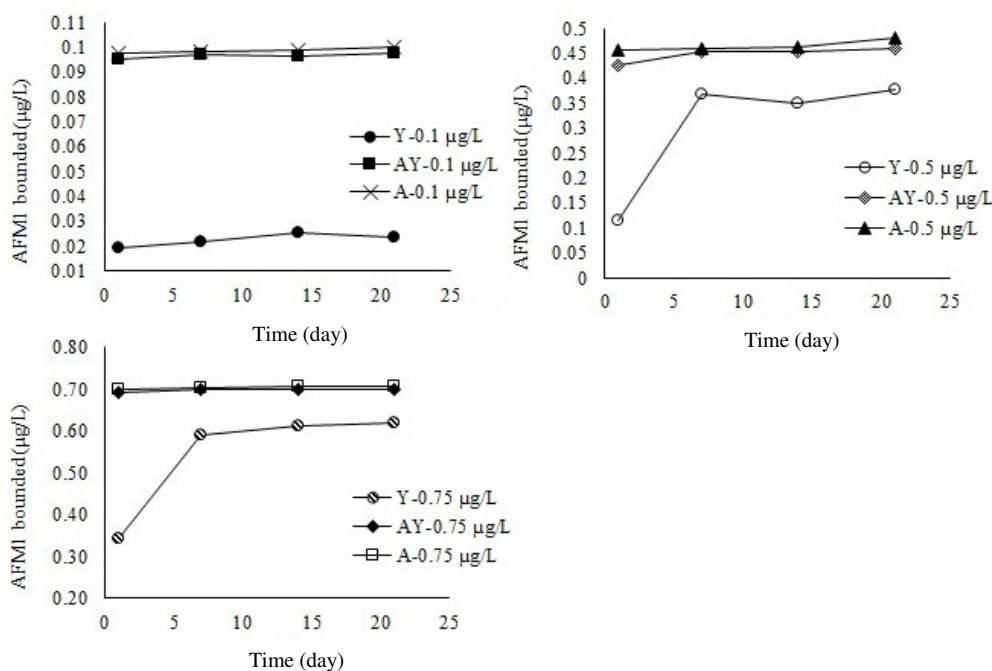 AFM1 bounded(µg/L)
0.11
0.1
0.09
0.08
0.07
0.06
0.05
0.04
0.03
0.02
0.01
0 5 10 15 20 25
Time (day)
Y-0.1 µg/L
AY-0.1 µg/L
A-0.1 µg/L
AFM1 bounded(µg/L)
0.5
0.45
0.4
0.35
0.3
0.25
0.2
0.15
0.1
0.05
0
0 5 10 15 20 25
Time (day)
Y-0.5 µg/L
AY-0.5 µg/L
A-0.5 µg/L
AFM1 bounded(µg/L)
0.80
0.70
0.60
0.50
0.40
0.30
0.20
0 5 10 15 20 25
Time (day)
Y-0.75 µg/L
AY-0.75 µg/L
A-0.75 µg/L